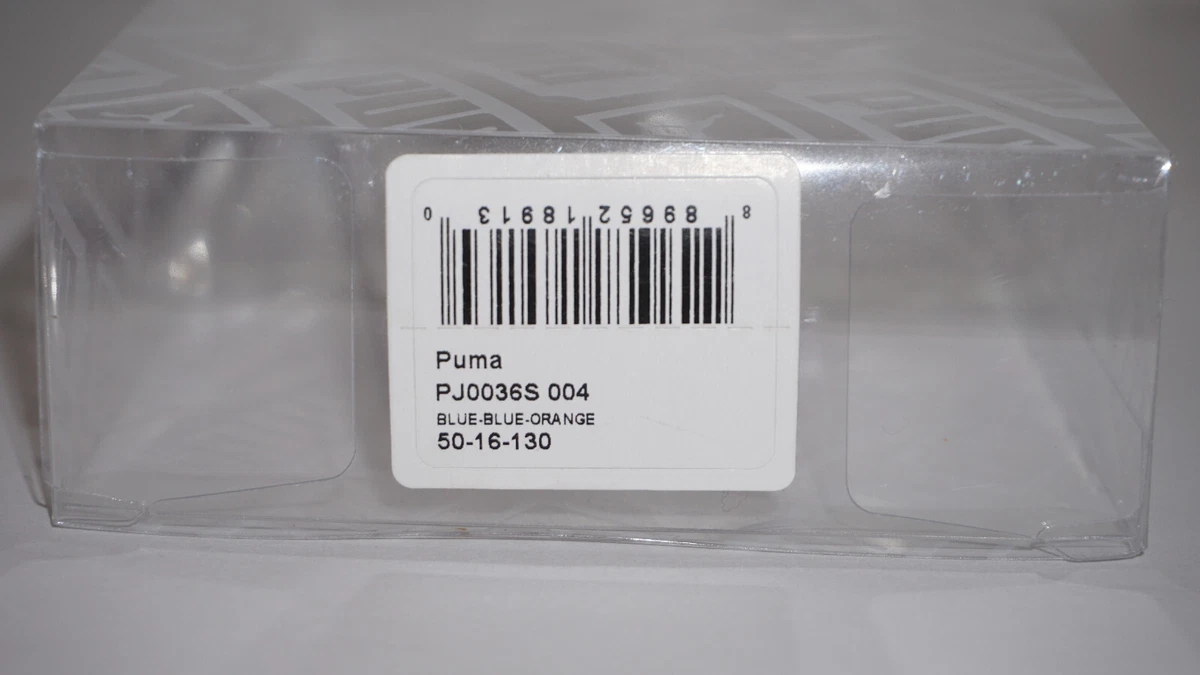 8 89652 18913 0
Puma
PJ0036S 004
BLUE-BLUE-ORANGE
50-16-130